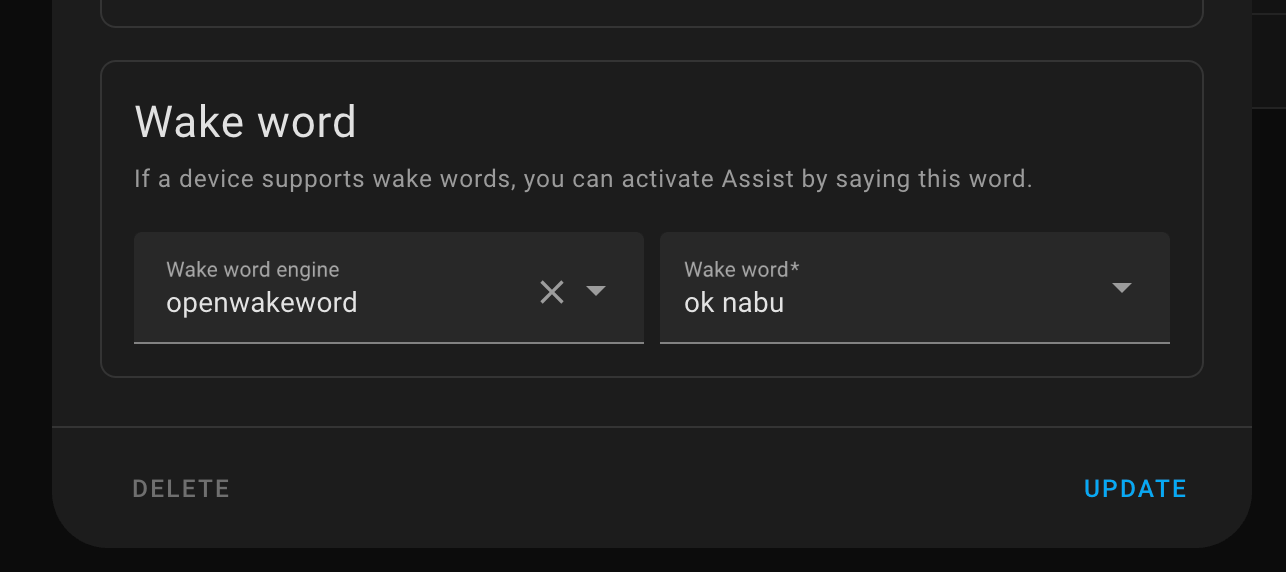 Wake word
If a device supports wake words, you can activate Assist by saying this word.
Wake word engine
openwakeword
Wake word*
ok nabu
DELETE
UPDATE